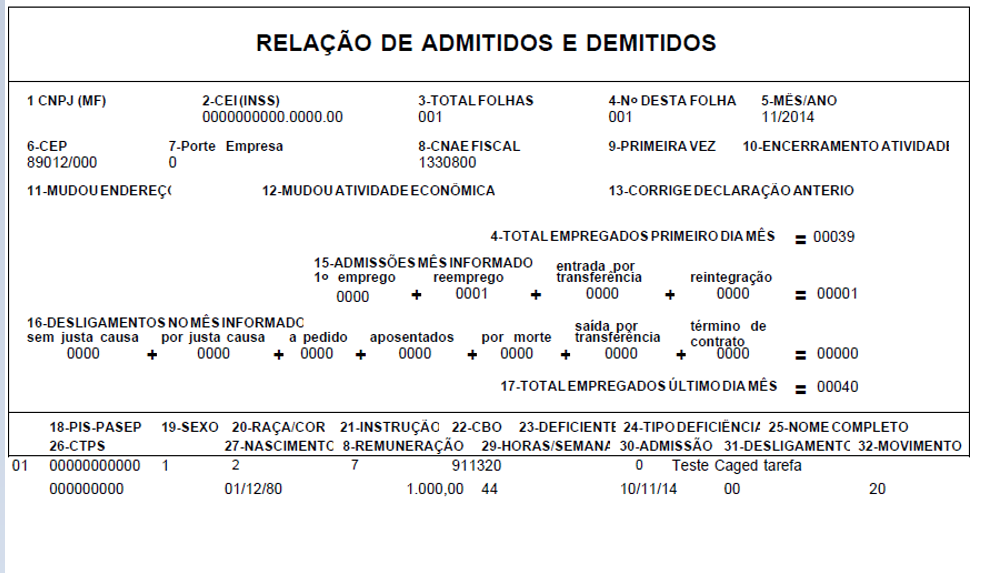 RELAÇÃO DE ADMITIDOS E DEMITIDOS
1 CNPJ (MF) 2-CEI(INSS) 3-TOTAL FOLHAS 4-Nº DESTA FOLHA 5-MÊS/ANO
0000000000.0000.00 001 001 11/2014
6-CEP 7-Porte Empresa 8-CNAE FISCAL 9-PRIMEIRA VEZ 10-ENCERRAMENTO ATIVIDADI
89012/000 0 1330800
11-MUDOU ENDEREÇ( 12-MUDOU ATIVIDADE ECONÔMICA 13-CORRIGE DECLARAÇÃO ANTERIO
4-TOTAL EMPREGADOS PRIMEIRO DIA MÊS = 00039
15-ADMISSÕES MÊS INFORMADO
1º emprego reemprego entrada por transferência reintegração
0000 + 0001 + 0000 + 0000 = 00001
16-DESLIGAMENTOS NO MÊS INFORMADC
sem justa causa por justa causa a pedido aposentados por morte saída por transferência término de contrato
0000 + 0000 + 0000 + 0000 + 0000 + 0000 + 0000 = 00000
17-TOTAL EMPREGADOS ÚLTIMO DIA MÊS = 00040
18-PIS-PASEP 19-SEXO 20-RAÇA/COR 21-INSTRUÇÃO 22-CBO 23-DEFICIENTE 24-TIPO DEFICIÊNCI/ 25-NOME COMPLETO
26-CTPS 27-NASCIMENTC 8-REMUNERAÇÃO 29-HORAS/SEMANA 30-ADMISSÃO 31-DESLIGAMENTC 32-MOVIMENTO
01 00000000000 1 2 7 911320 0 Teste Caged tarefa
000000000 01/12/80 1.000,00 44 10/11/14 00 20